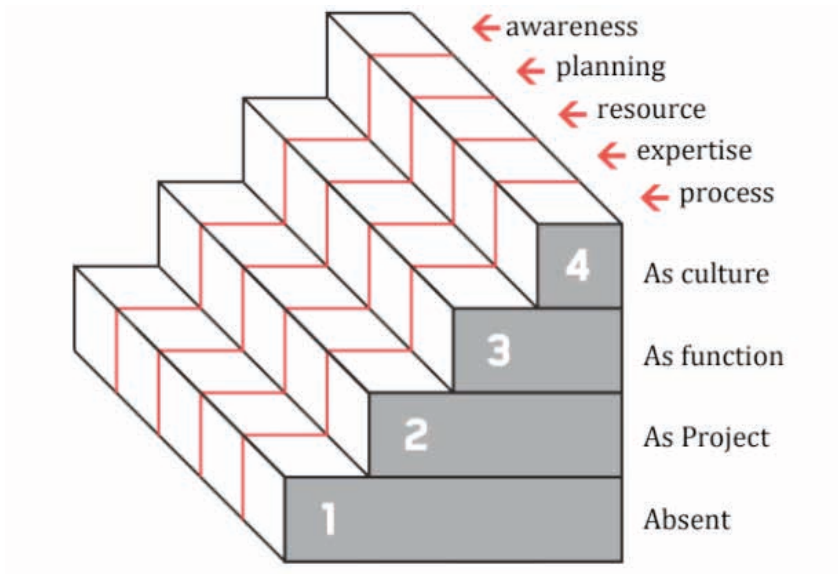 awareness
planning
resource
expertise
process
4
As culture
3
As function
2
As Project
1
Absent